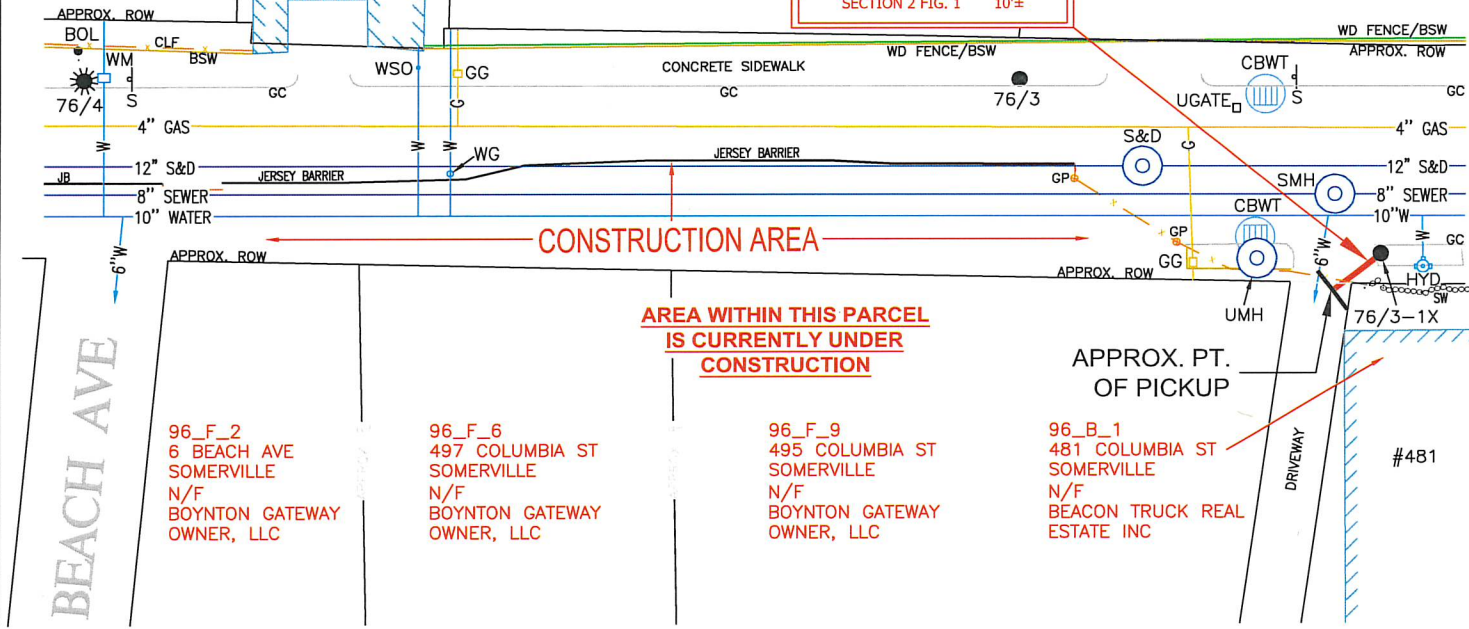 SECTION 2 FIG. 1 10'±
APPROX. ROW
WD FENCE/BSW
BOL
CLF
BSW
WD FENCE/BSW
APPROX. ROW
WM
WSO
GG
CONCRETE SIDEWALK
CBWT
76/4
S
GC
GC
76/3
UGATE
S
GC
G
4" GAS
4" GAS
W
W
W
WG
JERSEY BARRIER
S&D
G
12" S&D
12" S&D
JB
JERSEY BARRIER
GP
SMH
8" SEWER
8" SEWER
10" WATER
CBWT
10"W
6"W
CONSTRUCTION AREA
GP
6"W
W
GC
APPROX. ROW
APPROX. ROW
GG
HYD
SW
UMH
76/3-1X
AREA WITHIN THIS PARCEL
IS CURRENTLY UNDER
CONSTRUCTION
APPROX. PT.
OF PICKUP
BEACH AVE
96_F_2
6 BEACH AVE
SOMERVILLE
N/F
BOYNTON GATEWAY
OWNER, LLC
96_F_6
497 COLUMBIA ST
SOMERVILLE
N/F
BOYNTON GATEWAY
OWNER, LLC
96_F_9
495 COLUMBIA ST
SOMERVILLE
N/F
BOYNTON GATEWAY
OWNER, LLC
96_B_1
481 COLUMBIA ST
SOMERVILLE
N/F
BEACON TRUCK REAL
ESTATE INC
DRIVEWAY
#481